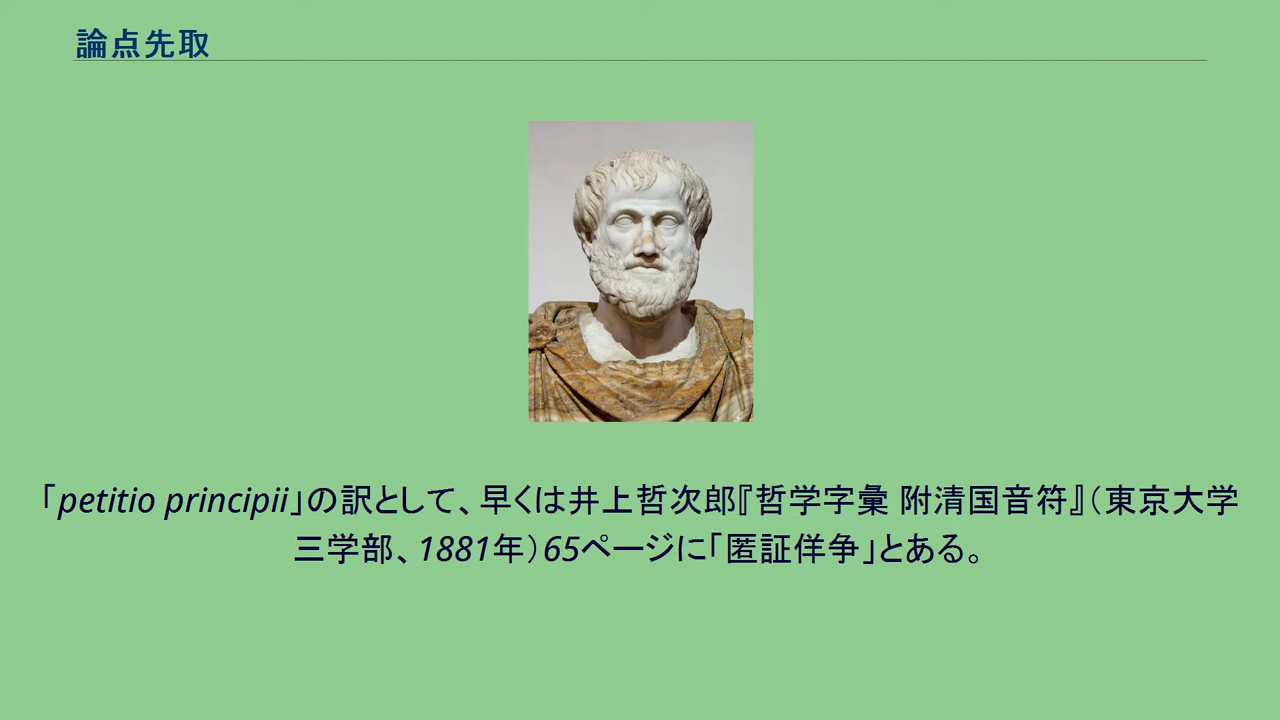 論点先取
「petitio principii」の訳として、早くは井上哲次郎『哲学字彙 附清国音符』（東京大学
三学部、1881年）65ページに「匿証佯争」とある。